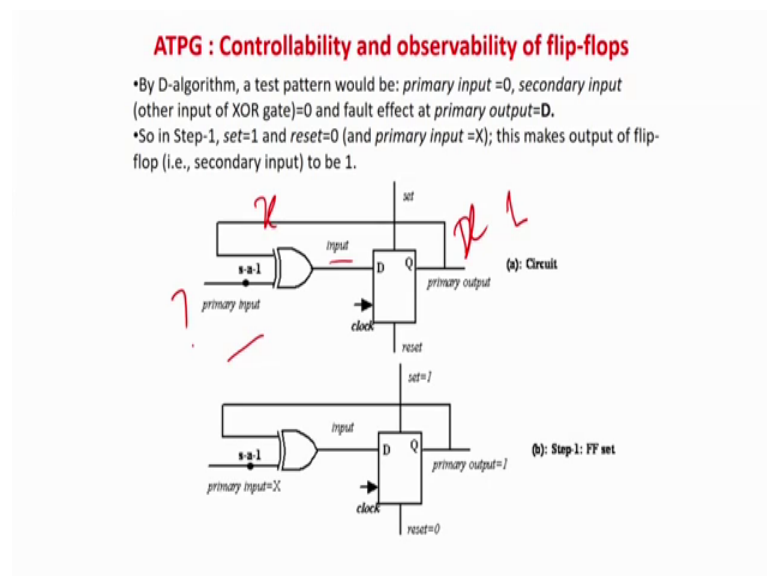 ATPG : Controllability and observability of flip-flops
•By D-algorithm, a test pattern would be: primary input =0, secondary input
(other input of XOR gate)=0 and fault effect at primary output=D.
•So in Step-1, set=1 and reset=0 (and primary input =X); this makes output of flip-
flop (i.e., secondary input) to be 1.
set
x
input
x 1
s-a-1
D Q
(a): Circuit
primary output
? primary input
clock
reset
set=1
input
s-a-1
D Q
(b): Step-1: FF set
primary output=1
primary input=X
clock
reset=0